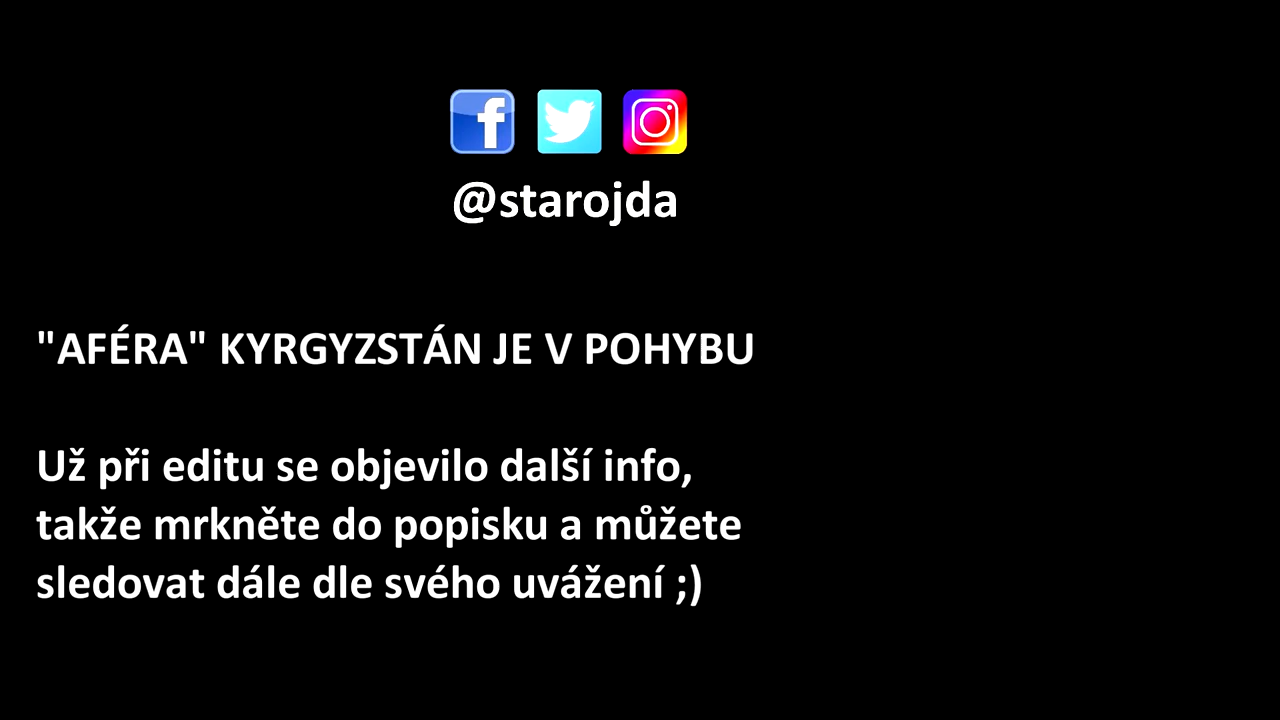 @starojda
"AFÉRA" KYRGYZSTÁN JE V POHYBU
Už při editu se objevilo další info,
takže mrkněte do popisku a můžete
sledovat dále dle svého uvážení ;)